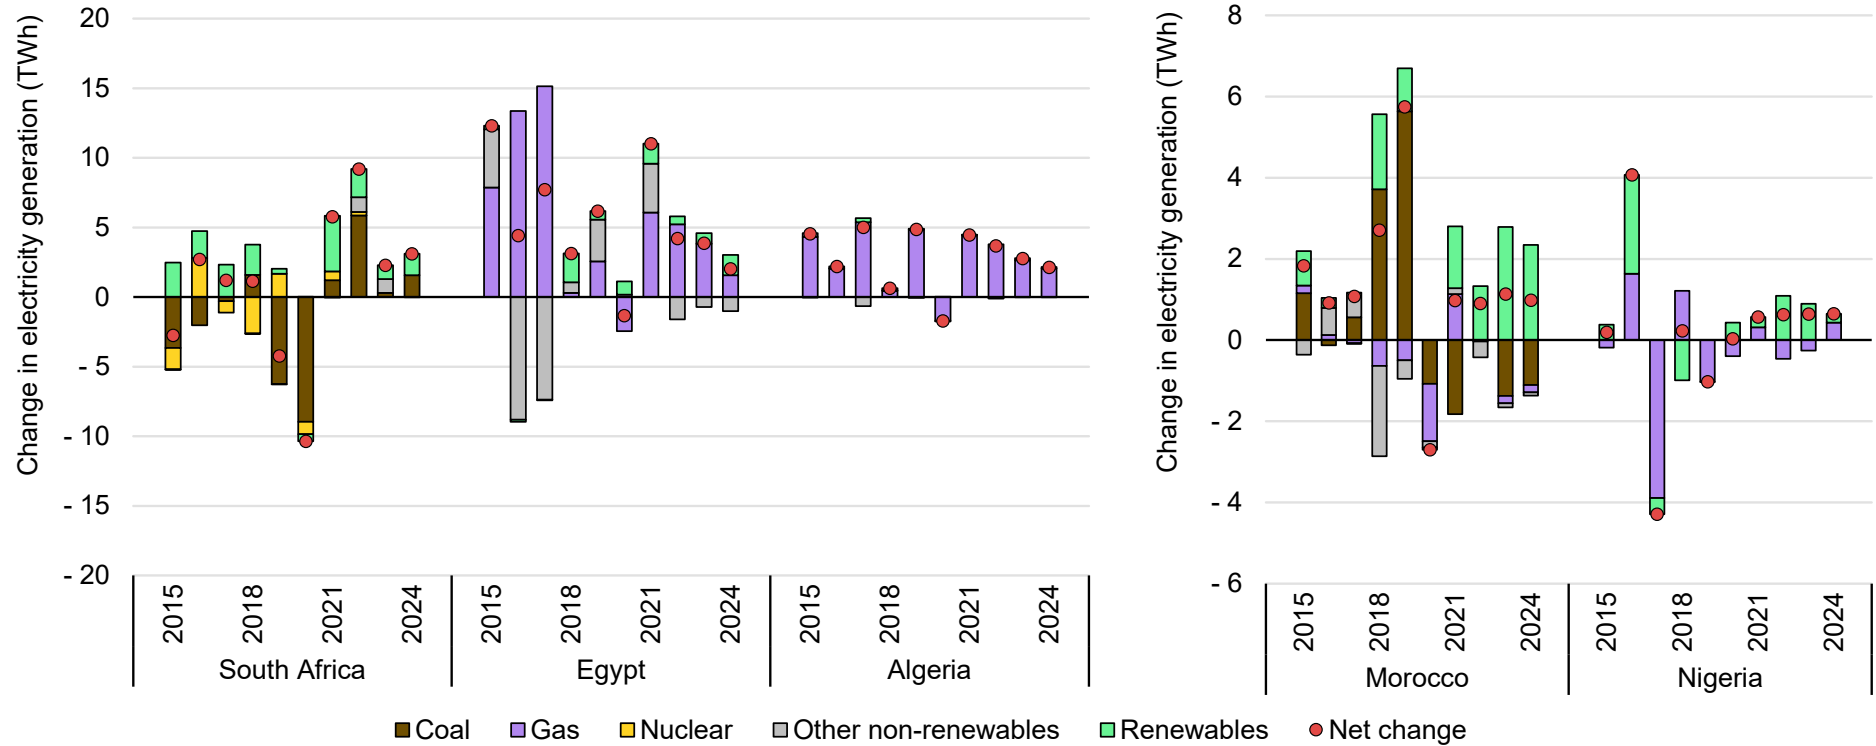 Change in electricity generation (TWh)
20
15
10
5
0
- 5
- 10
- 15
- 20
2015
2018
2021
2024
2015
2018
2021
2024
2015
2018
2021
2024
South Africa
Egypt
Algeria
Change in electricity generation (TWh)
8
6
4
2
0
- 2
- 4
- 6
2015
2018
2021
2024
2015
2018
2021
2024
Morocco
Nigeria
Coal
Gas
Nuclear
Other non-renewables
Renewables
Net change